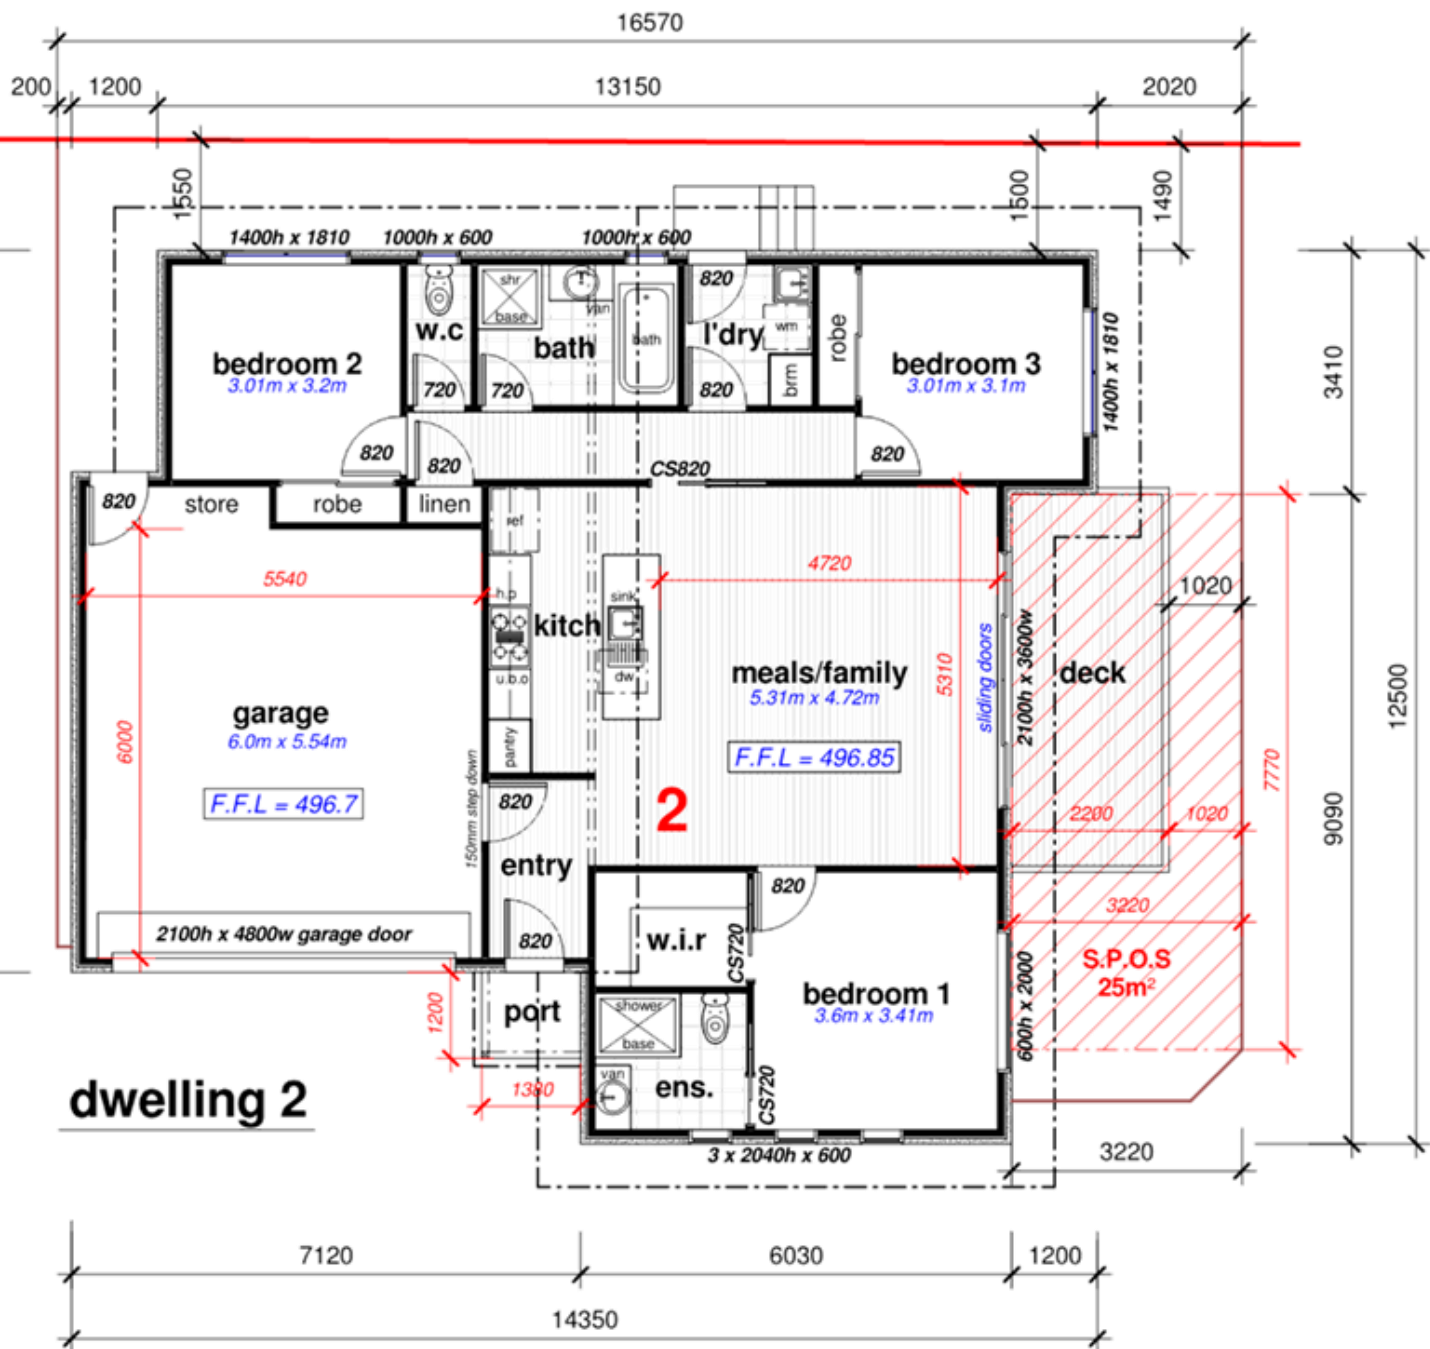 16570
200
1200
13150
2020
1550
1500
1490
1400h x 1810
1000h x 600
1000h x 600
820
shr
base
van
bath
w.c
bath
l'dry
wm
robe
bedroom 2
3.01m x 3.2m
bedroom 3
3.01m x 3.1m
1400h x 1810
3410
720
720
820
brm
820
820
CS820
820
820
store
robe
linen
ref
5540
4720
1020
h.p
sink
kitch
u.b.o
dw
meals/family
5.31m x 4.72m
5310
sliding doors
2100h x 3600w
deck
12500
garage
6.0m x 5.54m
6000
pantry
F.F.L = 496.85
7770
F.F.L = 496.7
150mm step down
820
2
2200
1020
9090
entry
820
3220
2100h x 4800w garage door
820
w.i.r
CS720
S.P.O.S
25m²
600h x 2000
bedroom 1
3.6m x 3.41m
1200
port
shower
base
van
ens.
CS720
1380
dwelling 2
3 x 2040h x 600
3220
7120
6030
1200
14350